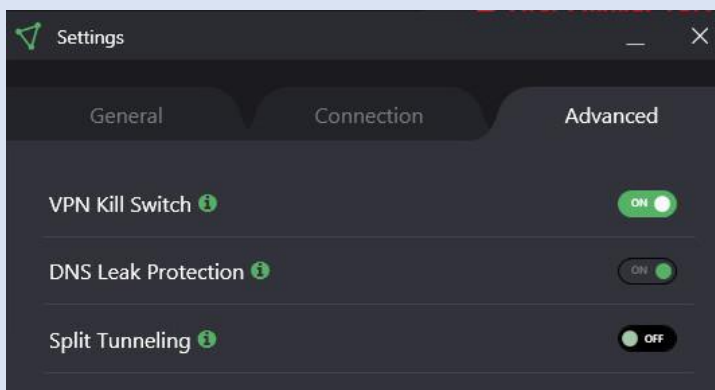 Settings
General Connection Advanced
VPN Kill Switch ON
DNS Leak Protection ON
Split Tunneling OFF